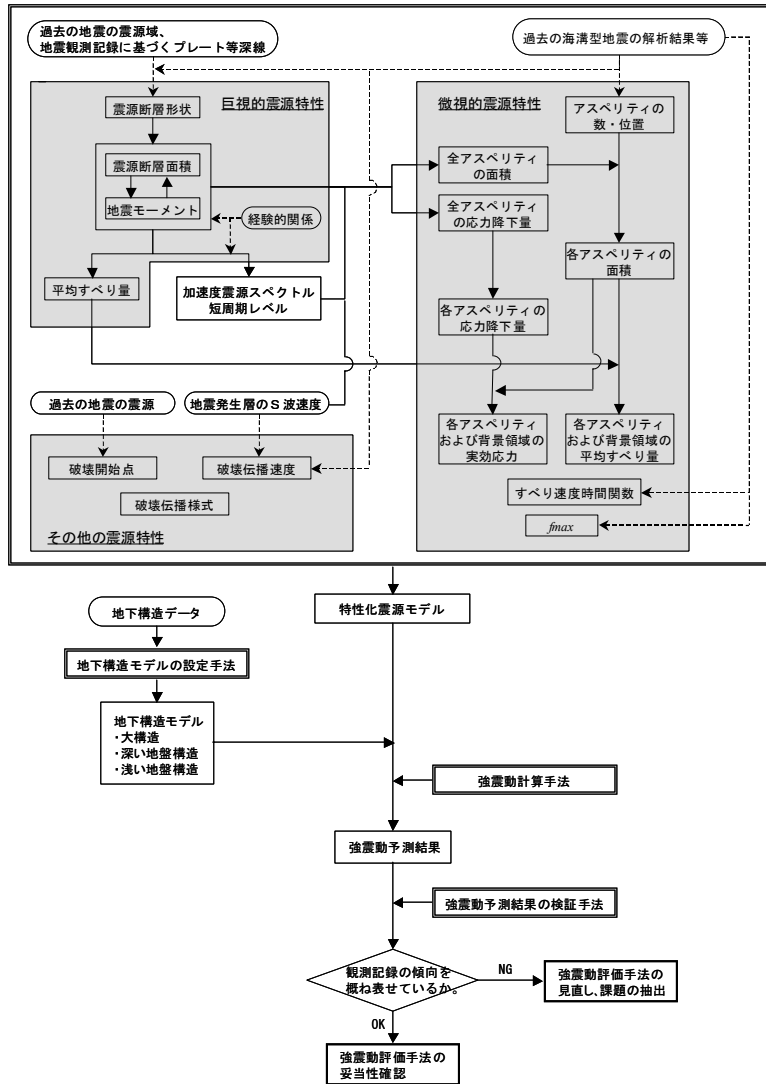 過去の地震の震源域、
地震観測記録に基づくプレート等深線
過去の海溝型地震の解析結果等
巨視的震源特性
震源断層形状
震源断層面積
地震モーメント
経験的関係
平均すべり量
加速度震源スペクトル
短周期レベル
微視的震源特性
アスペリティの
数・位置
全アスペリティ
の面積
全アスペリティ
の応力降下量
各アスペリティの
面積
各アスペリティの
応力降下量
各アスペリティ
および背景領域の
実効応力
各アスペリティ
および背景領域の
平均すべり量
すべり速度時間関数
fmax
過去の地震の震源
地震発生層のS波速度
破壊開始点
破壊伝播速度
破壊伝播様式
その他の震源特性
特性化震源モデル
地下構造データ
地下構造モデルの設定手法
地下構造モデル
・大構造
・深い地盤構造
・浅い地盤構造
強震動計算手法
強震動予測結果
強震動予測結果の検証手法
観測記録の傾向を
概ね表せているか。
NG
強震動評価手法の
見直し、課題の抽出
OK
強震動評価手法の
妥当性確認